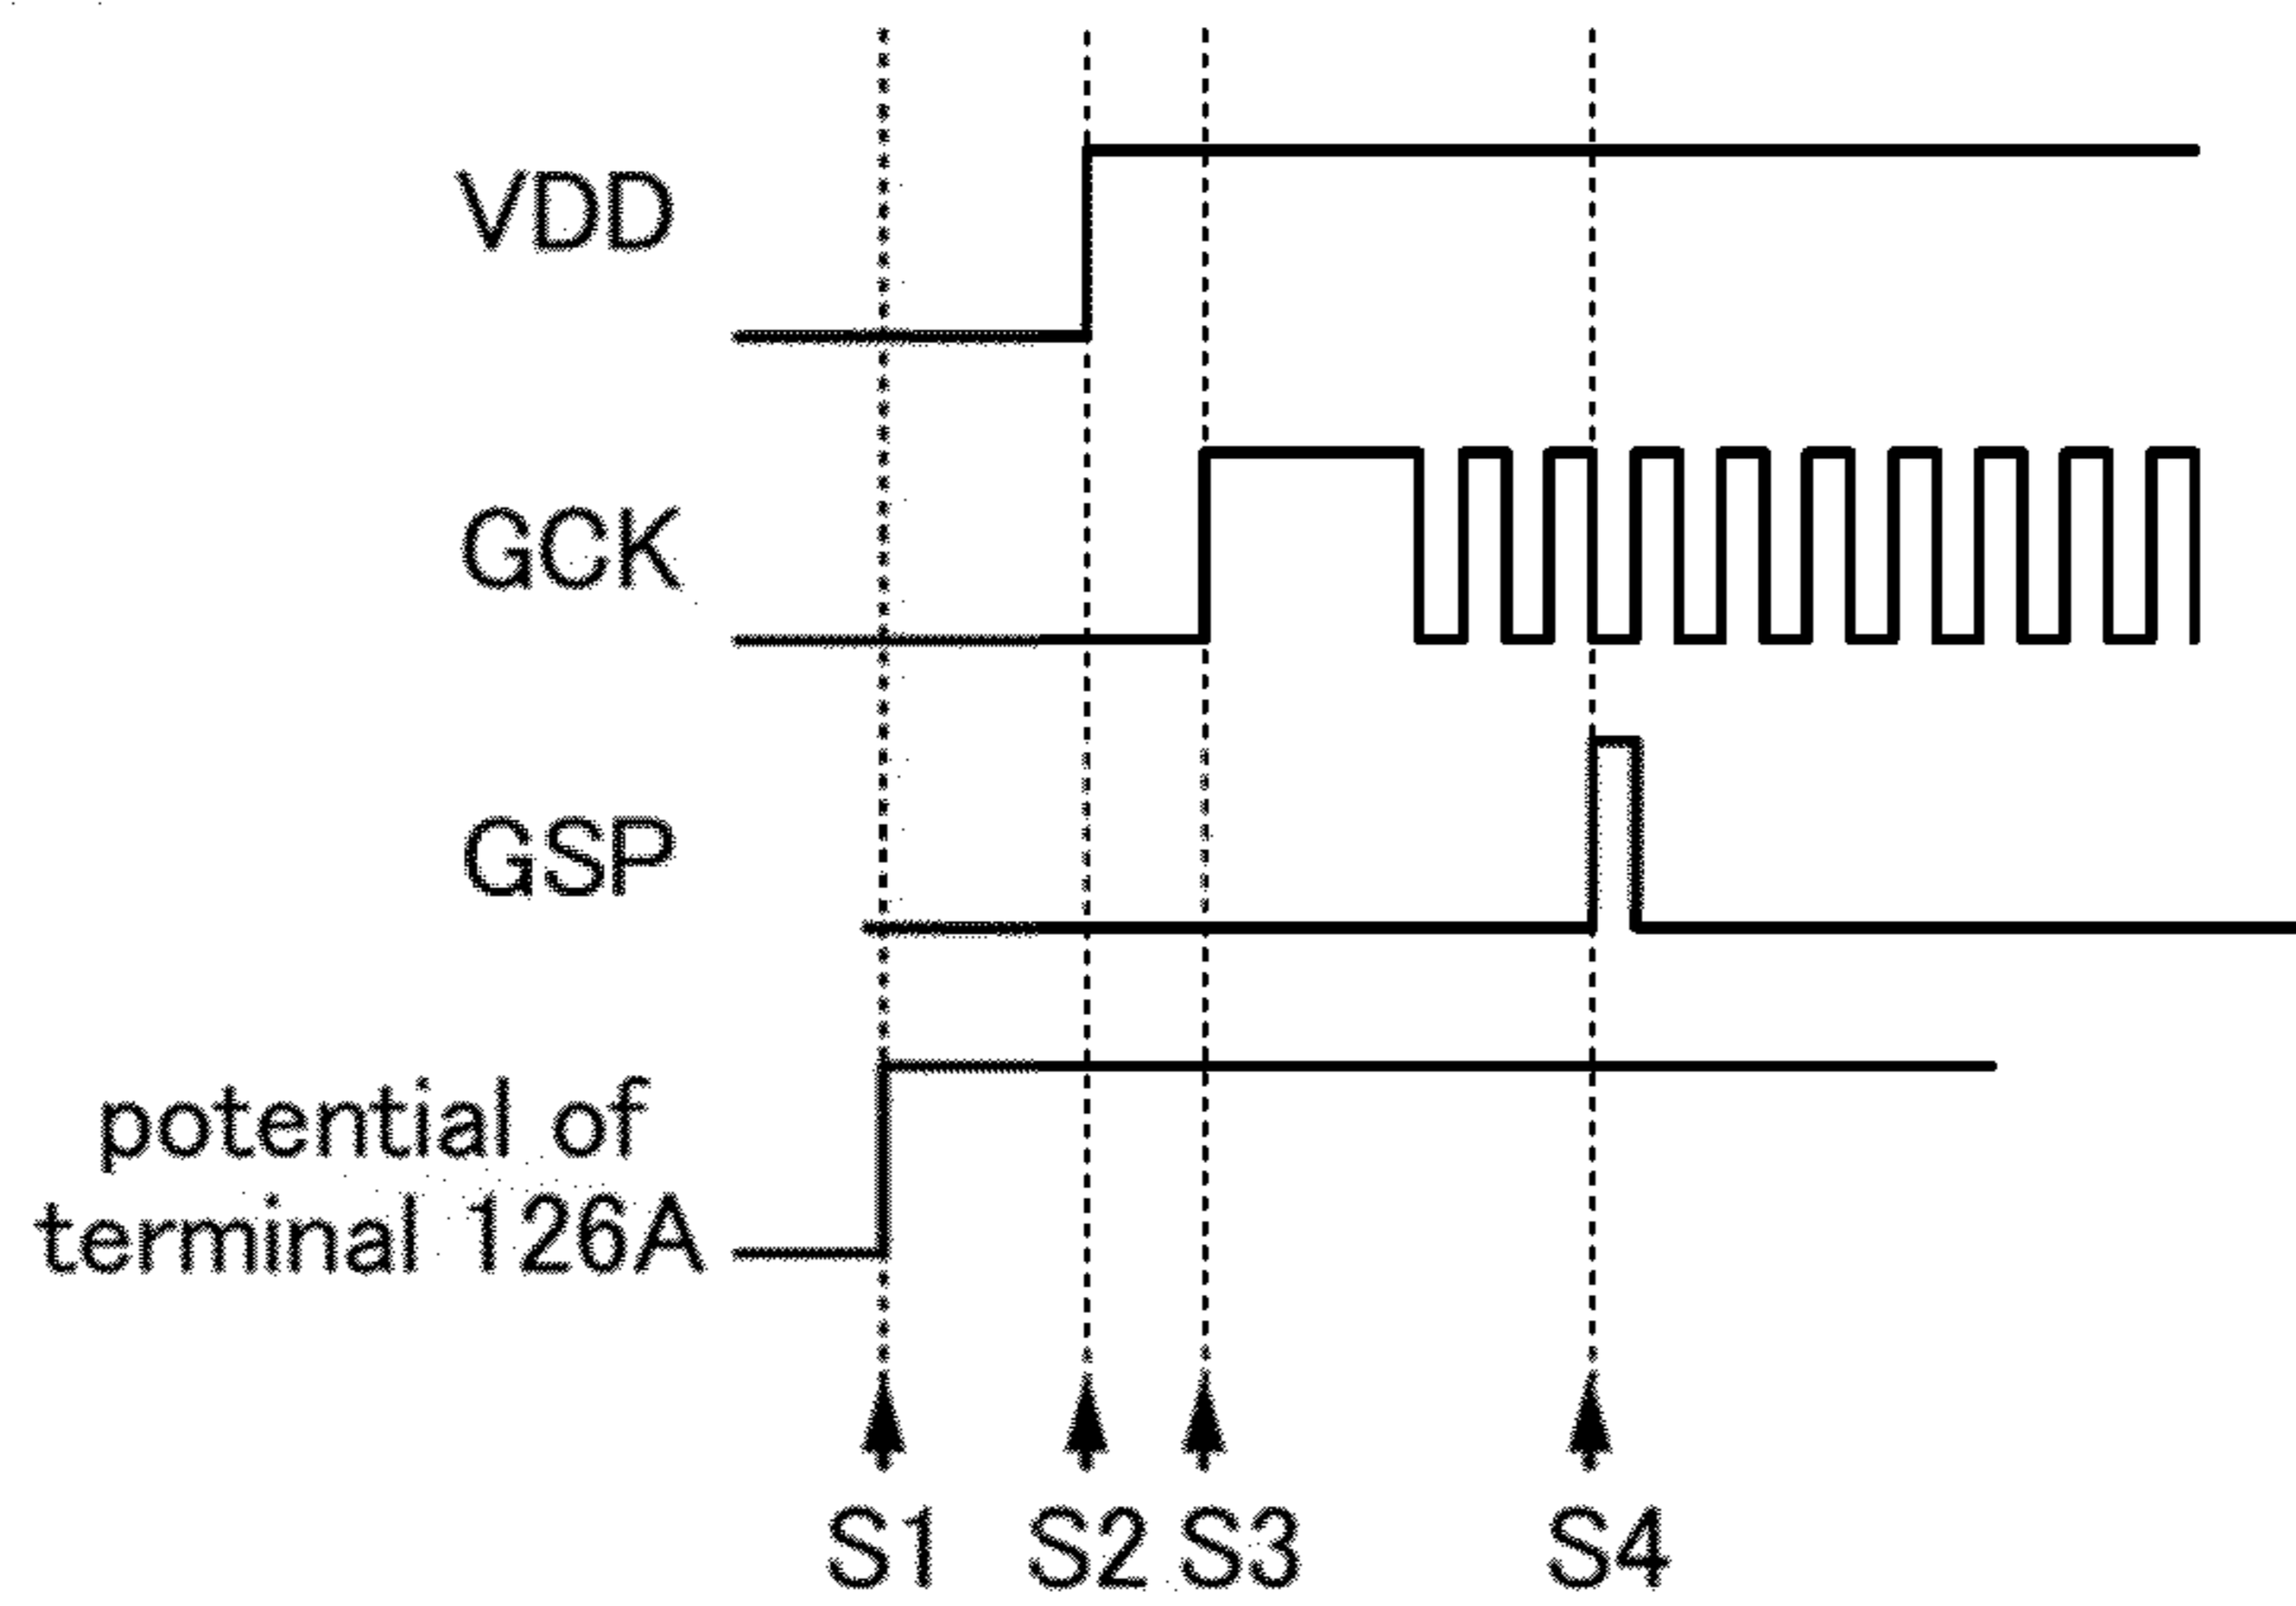 VDD
GCK
GSP
potential of
terminal 126A
S1 S2 S3 S4